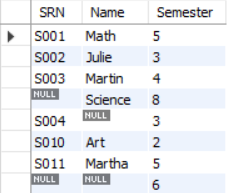 SRN Name Semester
S001 Math 5
S002 Julie 3
S003 Martin 4
NULL Science 8
S004 NULL 3
S010 Art 2
S011 Martha 5
NULL NULL 6